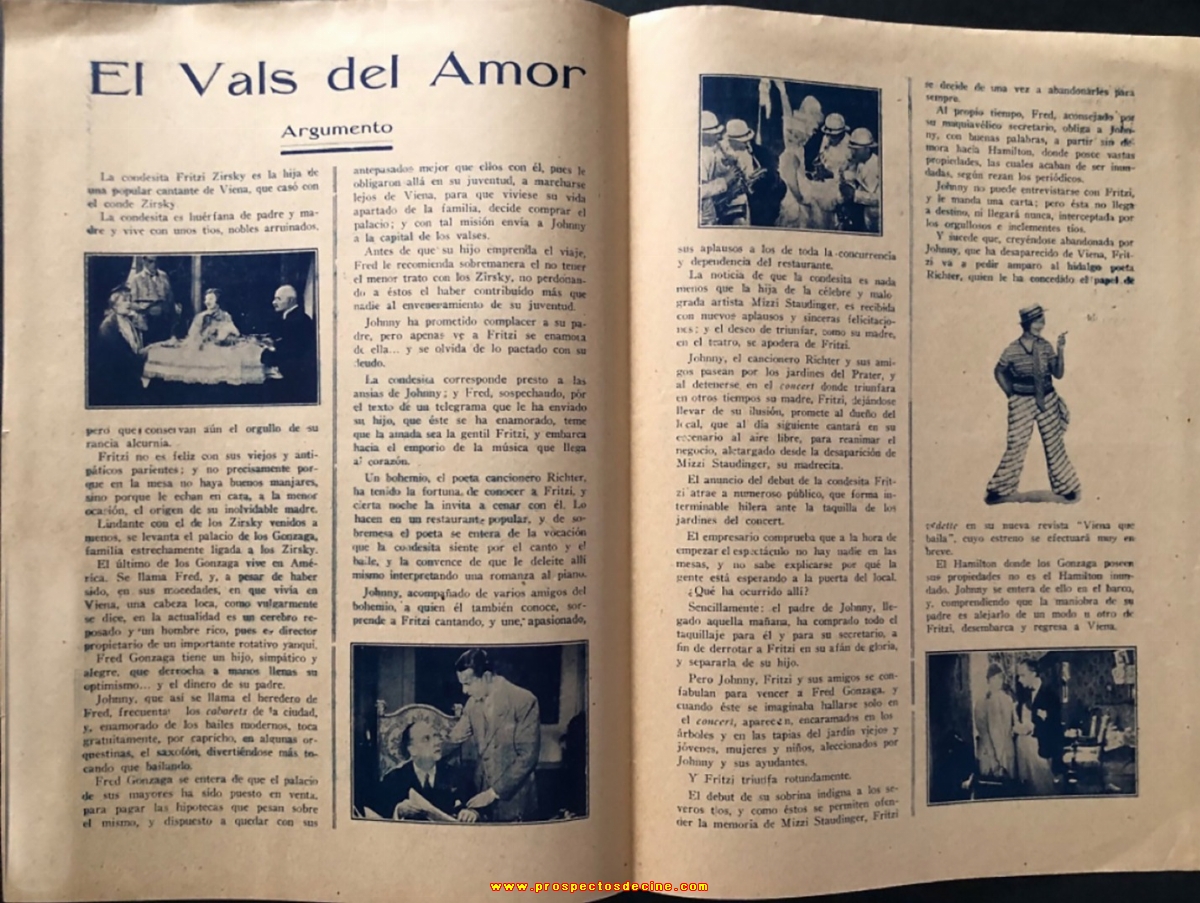 El Vals del Amor
Argumento
La condesita Fritzi Zirsky es la hija de
una popular cantante de Viena, que casó con
el conde Zirsky
La condesita es huérfana de padre y ma-
dre y vive con unos tíos, nobles arruinados,
pero que conservan aún el orgullo de su
rancia alcurnia.
Fritzi no es feliz con sus viejos y anti-
páticos parientes; y no precisamente por-
que en la mesa no haya buenos manjares,
sino porque le echan en cara, a la menor
ocasión, el origen de su inolvidable madre.
Lindante con el de los Zirsky venidos a
menos, se levanta el palacio de los Gonzaga,
familia estrechamente ligada a los Zirsky.
El último de los Gonzaga vive en Amé-
rica. Se llama Fred, y, a pesar de haber
sido, en sus mocedades, en que vivía en
Viena, una cabeza loca, como vulgarmente
se dice, en la actualidad es un cerebro re-
posado y un hombre rico, pues es director
propietario de un importante rotativo yanqui.
Fred Gonzaga tiene un hijo, simpático y
alegre, que derrocha a manos llenas su
optimismo... y el dinero de su padre.
Johnny, que así se llama el heredero de
Fred, frecuenta los cabarets de la ciudad,
y, enamorado de los bailes modernos, toca
gratuitamente, por capricho, en algunas or-
questinas, el saxofón, divirtiéndose más to-
cando que bailando.
Fred Gonzaga se entera de que el palacio
de sus mayores ha sido puesto en venta,
para pagar las hipotecas que pesan sobre
el mismo, y dispuesto a quedar con sus
antepasados mejor que ellos con él, pues le
obligaron allá en su juventud, a marcharse
lejos de Viena, para que viviese su vida
apartado de la familia, decide comprar el
palacio; y con tal misión envía a Johnny
a la capital de los valses.
Antes de que su hijo emprenda el viaje,
Fred le recomienda sobremanera el no tener
el menor trato con los Zirsky, no perdonan-
do a éstos el haber contribuído más que
nadie al envenenamiento de su juventud.
Johnny ha prometido complacer a su pa-
dre, pero apenas ve a Fritzi se enamora
de ella... y se olvida de lo pactado con su
deudo.
La condesita corresponde presto a las
ansias de Johnny; y Fred, sospechando, por
el texto de un telegrama que le ha enviado
su hijo, que éste se ha enamorado, teme
que la amada sea la gentil Fritzi, y embarca
hacia el emporio de la música que llega
al corazón.
Un bohemio, el poeta cancionero Richter,
ha tenido la fortuna de conocer a Fritzi, y
cierta noche la invita a cenar con él. Lo
hacen en un restaurante popular, y de so-
bremesa el poeta se entera de la vocación
que la condesita siente por el canto y el
baile, y la convence de que le deleite allí
mismo interpretando una romanza al piano.
Johnny, acompañado de varios amigos del
bohemio, a quien él también conoce, sor-
prende a Fritzi cantando, y une, apasionado,
sus aplausos a los de toda la concurrencia
y dependencia del restaurante.
La noticia de que la condesita es nada
menos que la hija de la célebre y malo-
grada artista Mizzi Staudinger, es recibida
con nuevos aplausos y sinceras felicitacio-
nes; y el deseo de triunfar, como su madre,
en el teatro, se apodera de Fritzi.
Johnny, el cancionero Richter y sus ami-
gos pasean por los jardines del Prater, y
al detenerse en el concert donde triunfara
en otros tiempos su madre, Fritzi, dejándose
llevar de su ilusión, promete al dueño del
local, que al día siguiente cantará en su
escenario al aire libre, para reanimar el
negocio, aletargado desde la desaparición de
Mizzi Staudinger, su madrecita.
El anuncio del debut de la condesita Frit-
zi atrae a numeroso público, que forma in-
terminable hilera ante la taquilla de los
jardines del concert.
El empresario comprueba que a la hora de
empezar el espectáculo no hay nadie en las
mesas, y no sabe explicarse por qué la
gente está esperando a la puerta del local.
¿Qué ha ocurrido allí?
Sencillamente: el padre de Johnny, lle-
gado aquella mañana, ha comprado todo el
taquillaje para él y para su secretario, a
fin de derrotar a Fritzi en su afán de gloria,
y separarla de su hijo.
Pero Johnny, Fritzi y sus amigos se con-
fabulan para vencer a Fred Gonzaga, y
cuando éste se imaginaba hallarse solo en
el concert, aparecen, encaramados en los
árboles y en las tapias del jardín viejos y
jóvenes, mujeres y niños, aleccionados por
Johnny y sus ayudantes.
Y Fritzi triunfa rotundamente.
El debut de su sobrina indigna a los se-
veros tíos, y como éstos se permiten ofen-
der la memoria de Mizzi Staudinger, Fritzi
se decide de una vez a abandonarles para
sempre.
Al propio tiempo, Fred, aconsejado por
su maquiavélico secretario, obliga a John-
ny, con buenas palabras, a partir sin de-
mora hacia Hamilton, donde posee vastas
propiedades, las cuales acaban de ser inun-
dadas, según rezan los periódicos.
Johnny no puede entrevistarse con Fritzi,
y le manda una carta; pero ésta no llega
a destino, ni llegará nunca, interceptada por
los orgullosos e inclementes tíos.
Y sucede que, creyéndose abandonada por
Johnny, que ha desaparecido de Viena, Frit-
zi va a pedir amparo al hidalgo poeta
Richter, quien le ha concedido el papel de
vedette en su nueva revista "Viena que
baila", cuyo estreno se efectuará muy en
breve.
El Hamilton donde los Gonzaga poseen
sus propiedades no es el Hamilton inun-
dado. Johnny se entera de ello en el barco,
y, comprendiendo que la maniobra de su
padre es alejarlo de un modo u otro de
Fritzi, desembarca y regresa a Viena.
www.prospectosdecine.com